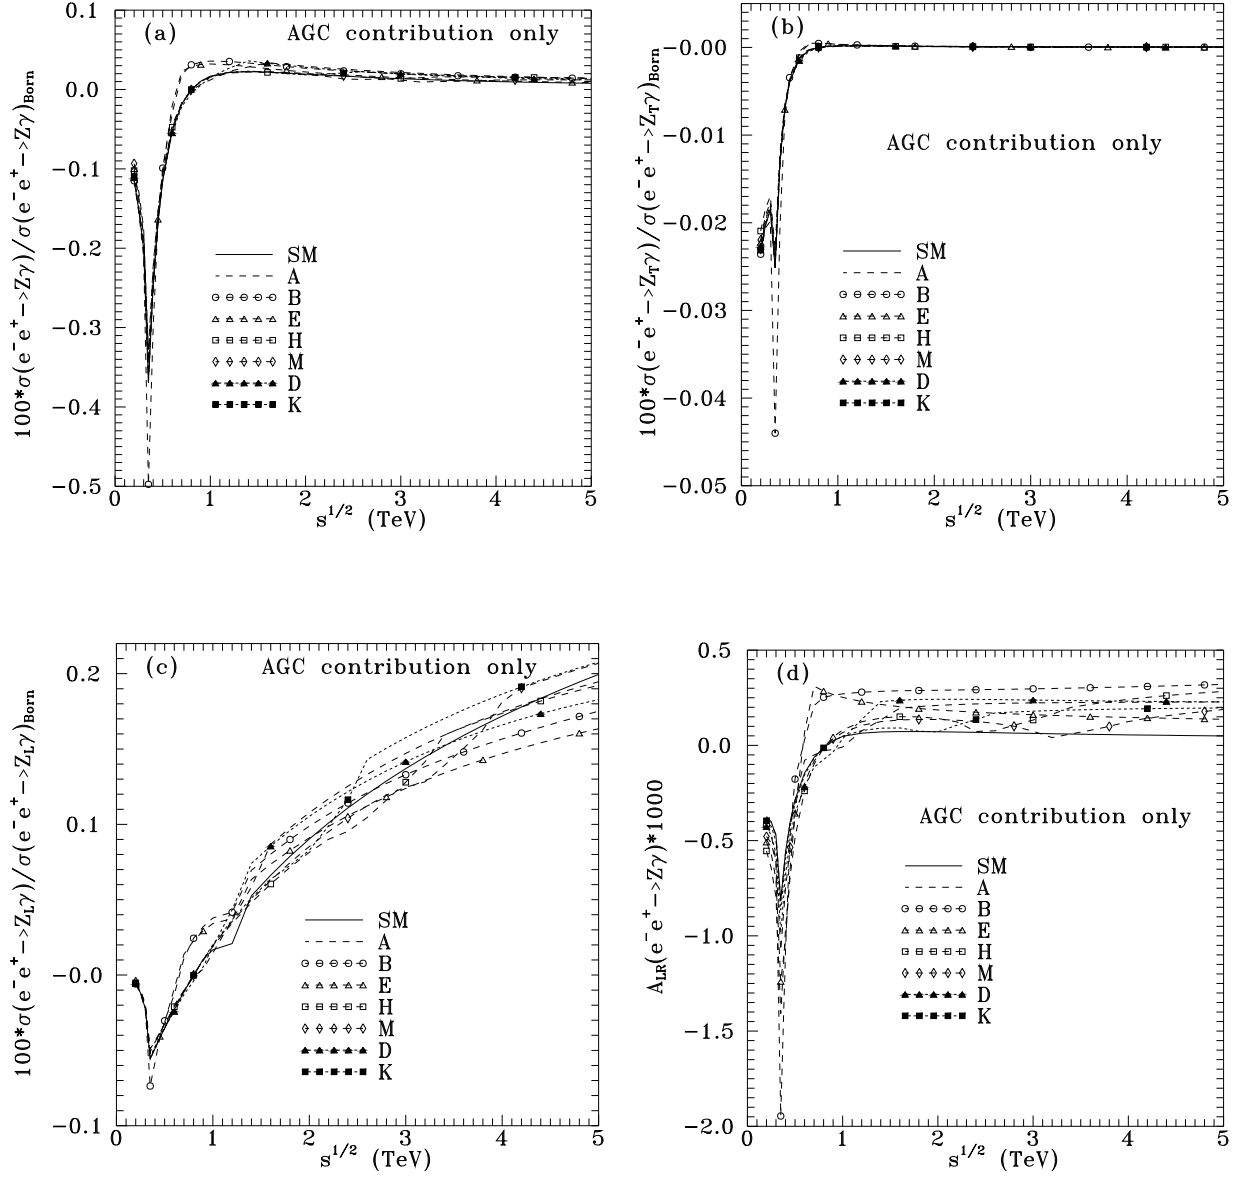 (a)
AGC contribution only
100*σ(e⁻e⁺−>Zγ)/σ(e⁻e⁺−>Zγ)Born
0.1
0.0
−0.1
−0.2
−0.3
−0.4
−0.5
SM
A
B
E
H
M
D
K
0 1 2 3 4 5
s^1/2 (TeV)
(b)
AGC contribution only
100*σ(e⁻e⁺−>Z_Tγ)/σ(e⁻e⁺−>Z_Tγ)Born
−0.00
−0.01
−0.02
−0.03
−0.04
−0.05
SM
A
B
E
H
M
D
K
0 1 2 3 4 5
s^1/2 (TeV)
(c)
AGC contribution only
100*σ(e⁻e⁺−>Z_Lγ)/σ(e⁻e⁺−>Z_Lγ)Born
0.2
0.1
−0.0
−0.1
SM
A
B
E
H
M
D
K
0 1 2 3 4 5
s^1/2 (TeV)
(d)
AGC contribution only
A_LR(e⁻e⁺−>Zγ)*1000
0.5
0.0
−0.5
−1.0
−1.5
−2.0
SM
A
B
E
H
M
D
K
0 1 2 3 4 5
s^1/2 (TeV)